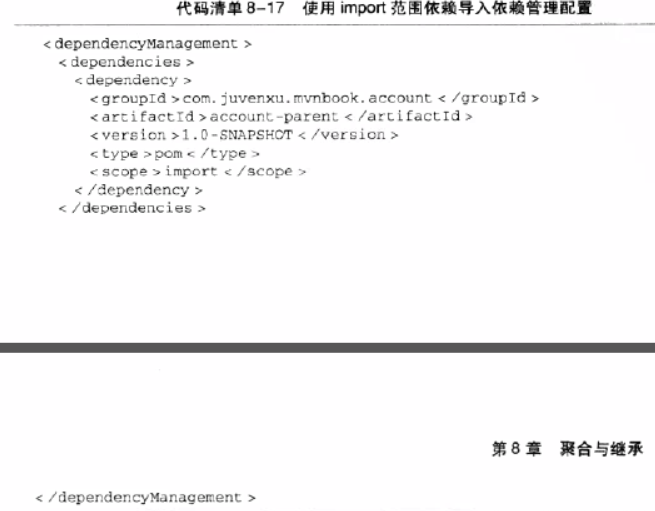 代码清单8-17 使用 import 范围依赖导入依赖管理配置
<dependencyManagement>
<dependencies>
<dependency>
<groupId>com.juvenxu.mvnbook.account</groupId>
<artifactId>account-parent</artifactId>
<version>1.0-SNAPSHOT</version>
<type>pom</type>
<scope>import</scope>
</dependency>
</dependencies>
第8章 聚合与继承
</dependencyManagement>